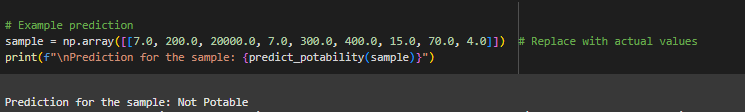 # Example prediction
sample = np.array([[7.0, 200.0, 20000.0, 7.0, 300.0, 400.0, 15.0, 70.0, 4.0]])  # Replace with actual values
print(f"\nPrediction for the sample: {predict_potability(sample)}")
Prediction for the sample: Not Potable